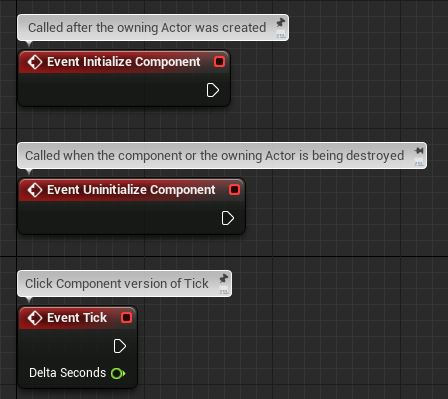 Called after the owning Actor was created
Event Initialize Component
Called when the component or the owning Actor is being destroyed
Event Uninitialize Component
Click Component version of Tick
Event Tick
Delta Seconds